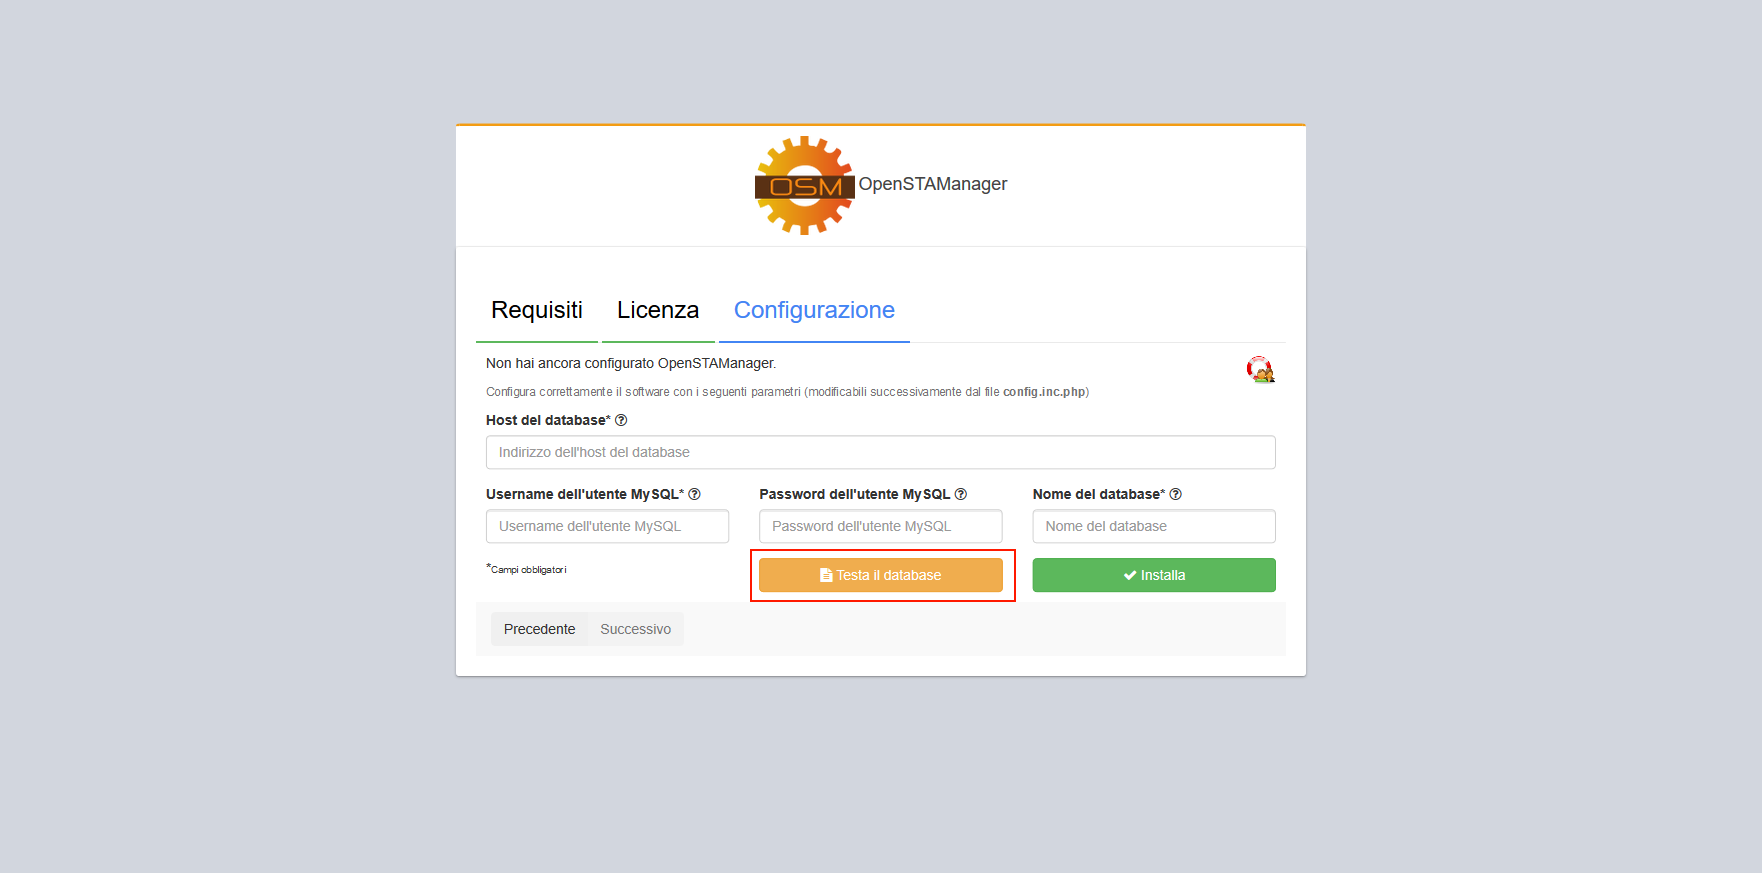 OSM OpenSTAManager
Requisiti Licenza Configurazione
Non hai ancora configurato OpenSTAManager.
Configura correttamente il software con i seguenti parametri (modificabili successivamente dal file config.inc.php)
Host del database*
Indirizzo dell'host del database
Username dell'utente MySQL* Password dell'utente MySQL Nome del database*
Username dell'utente MySQL Password dell'utente MySQL Nome del database
*Campi obbligatori Testa il database Installa
Precedente Successivo